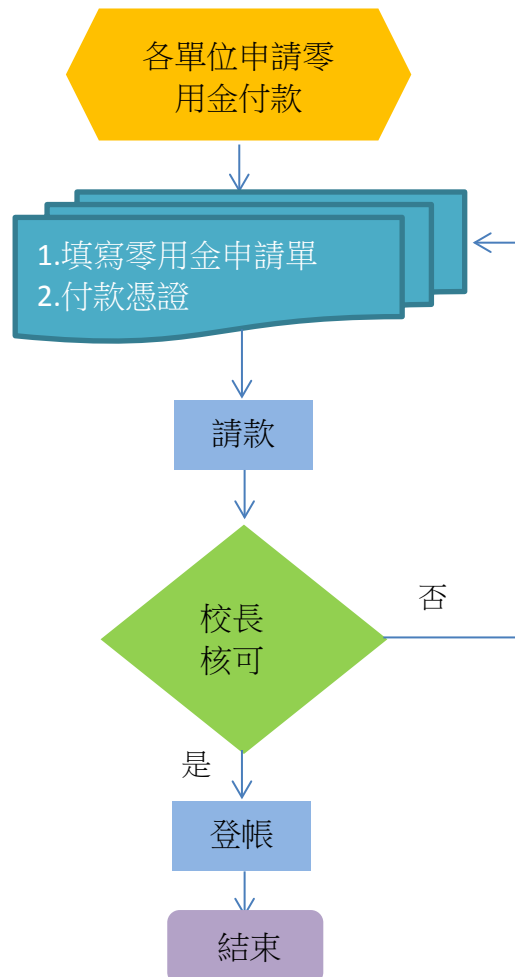 各單位申請零
用金付款
1.填寫零用金申請單
2.付款憑證
請款
校長
核可
否
是
登帳
結束